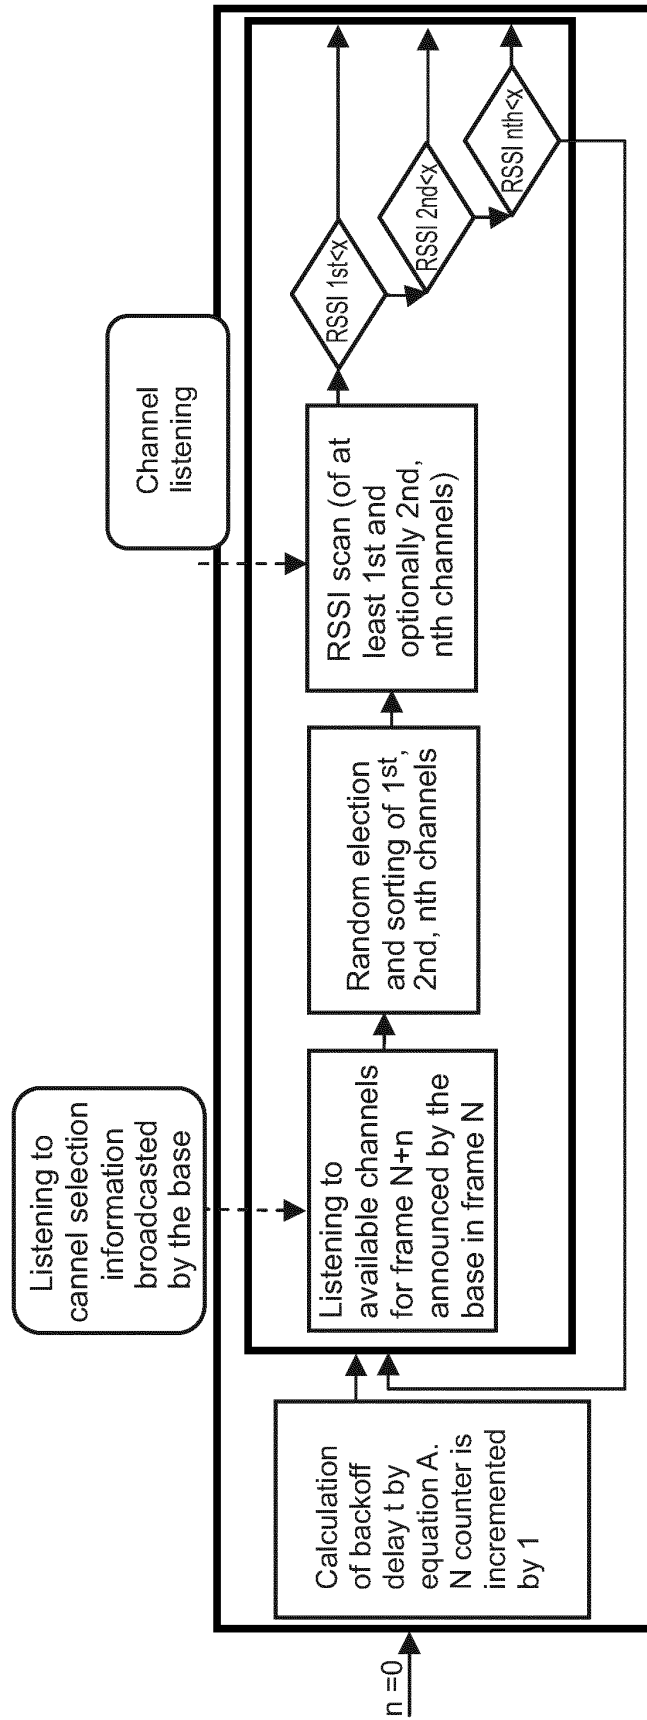 n =0
Calculation
of backoff
delay t by
equation A.
N counter is
incremented
by 1
Listening to
cannel selection
information
broadcasted
by the base
Listening to
available channels
for frame N+n
announced by the
base in frame N
Random election
and sorting of 1st,
2nd, nth channels
Channel
listening
RSSI scan (of at
least 1st and
optionally 2nd,
nth channels)
RSSI 1st<x
RSSI 2nd<x
RSSI nth<x